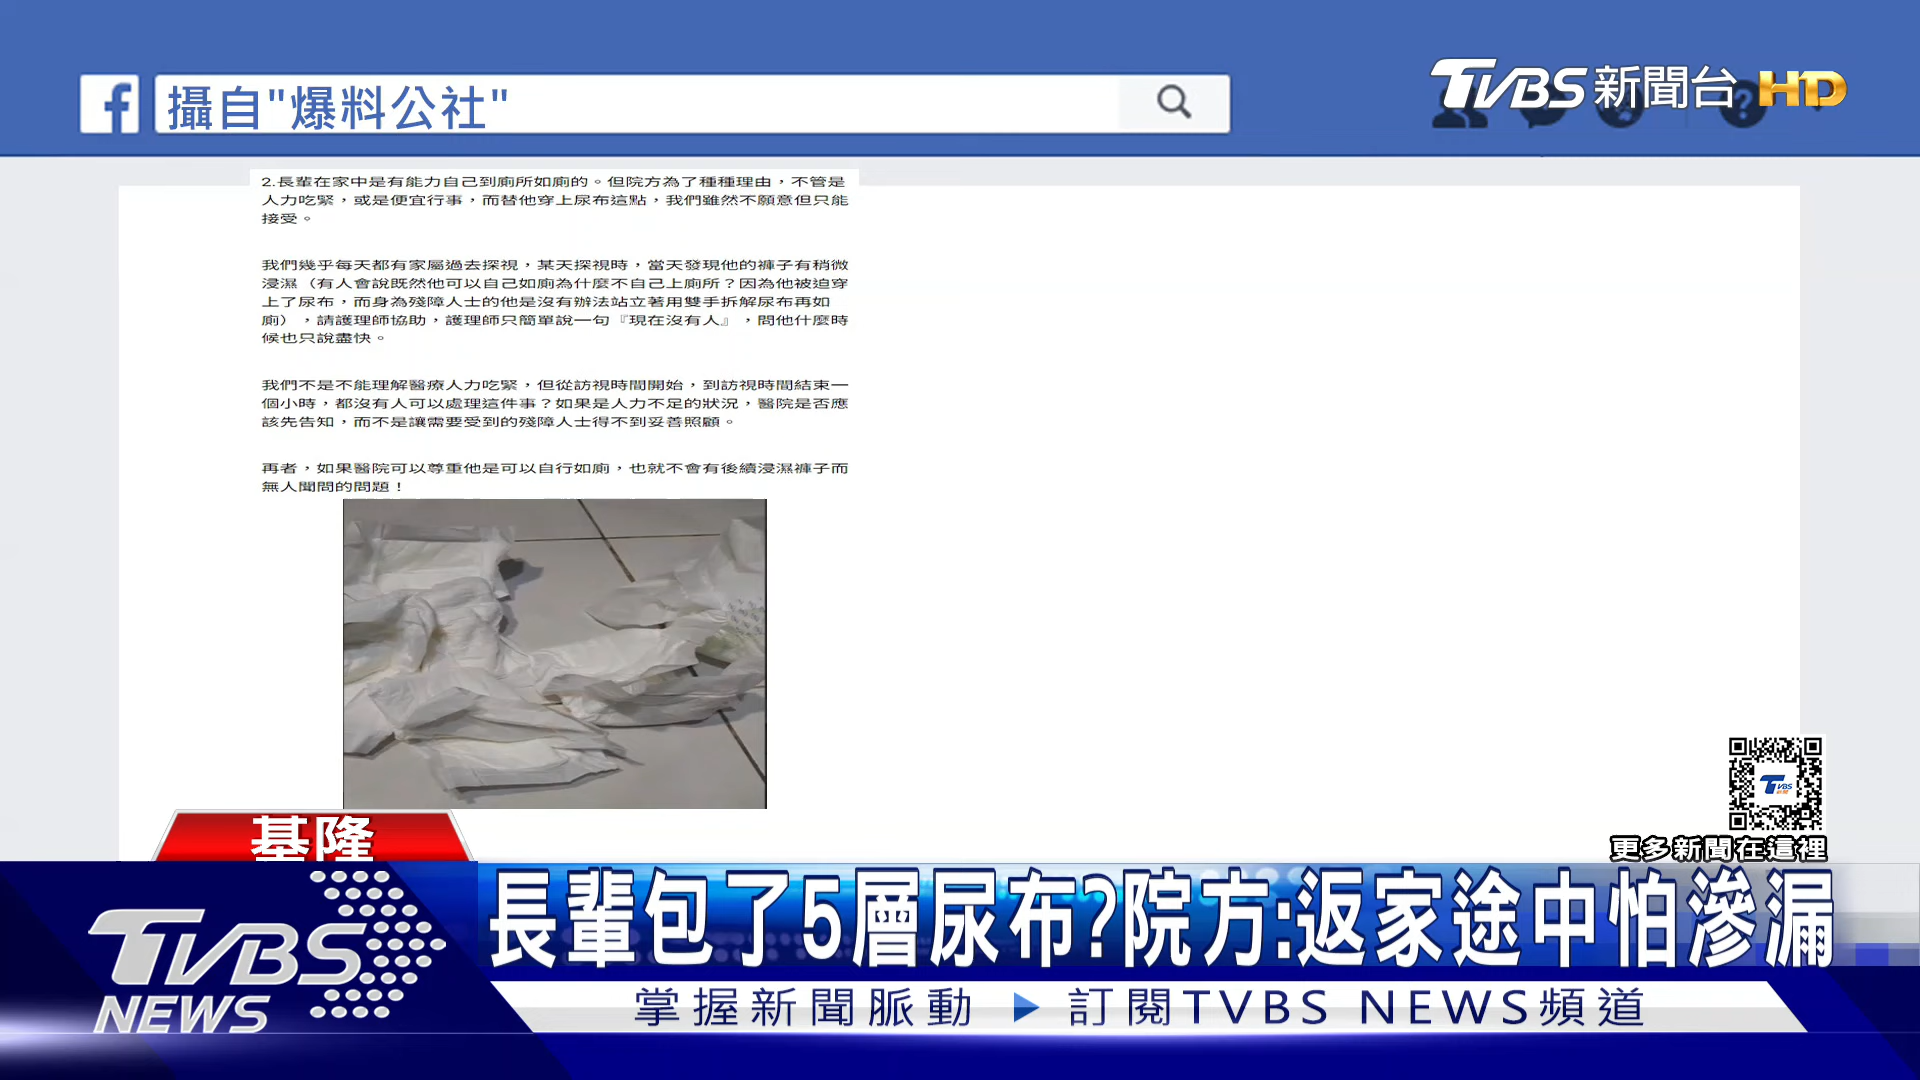 攝自"爆料公社"
TVBS新聞台 HD
2.長輩在家中是有能力自己到廁所如廁的。但院方為了種種理由，不管是
人力吃緊，或是便宜行事，而替他穿上尿布這點，我們雖然不願意但只能
接受。
我們幾乎每天都有家屬過去探視，某天探視時，當天發現他的褲子有稍微
浸濕（有人會說既然他可以自己如廁為什麼不自己上廁所？因為他被迫穿
上了尿布，而身為殘障人士的他是沒有辦法站立著用雙手拆解尿布再如
廁），請護理師協助，護理師只簡單說一句『現在沒有人』，問他什麼時
候也只說盡快。
我們不是不能理解醫療人力吃緊，但從訪視時間開始，到訪視時間結束一
個小時，都沒有人可以處理這件事？如果是人力不足的狀況，醫院是否應
該先告知，而不是讓需要受到的殘障人士得不到妥善照顧。
再者，如果醫院可以尊重他是可以自行如廁，也就不會有後續浸濕褲子而
無人聞問的問題！
TVBS
新聞
更多新聞在這裡
基隆
長輩包了5層尿布?院方:返家途中怕滲漏
TVBS
NEWS
掌握新聞脈動 ▶ 訂閱TVBS NEWS頻道